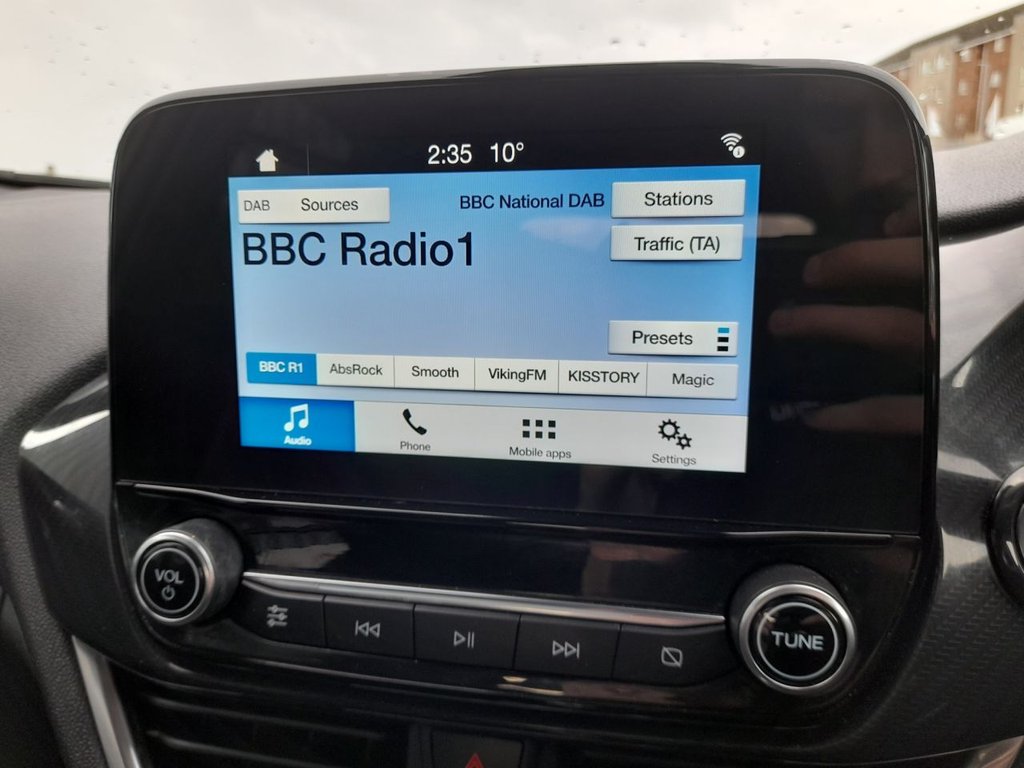 2:35 10°
DAB Sources
BBC National DAB
Stations
BBC Radio1
Traffic (TA)
Presets
BBC R1 AbsRock Smooth VikingFM KISSTORY Magic
Audio Phone Mobile apps Settings
VOL
TUNE